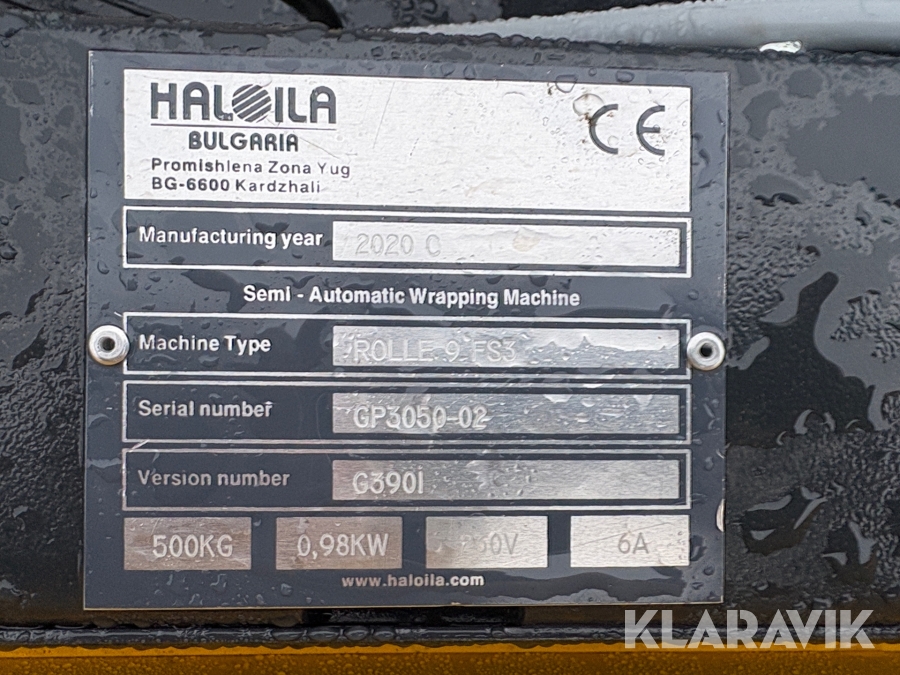 HALOILA
BULGARIA
Promishlena Zona Yug
BG-6600 Kardzhali
CE
Manufacturing year 2020 C
Semi - Automatic Wrapping Machine
Machine Type ROLLE 9 FS3
Serial number GP3050-02
Version number G390I
500KG 0,98KW 6A
www.haloila.com
KLARAVIK